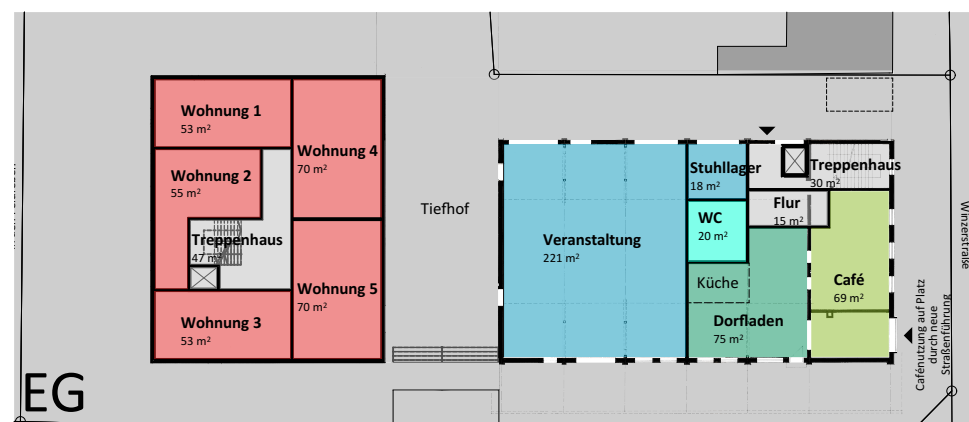 Wohnung 1
53 m²
Wohnung 2
55 m²
Wohnung 4
70 m²
Treppenhaus
47 m²
Wohnung 3
53 m²
Wohnung 5
70 m²
Tiefhof
Veranstaltung
221 m²
Stuhllager
18 m²
WC
20 m²
Küche
Dorfladen
75 m²
Treppenhaus
30 m²
Flur
15 m²
Café
69 m²
Winzerstraße
Cafénutzung auf Platz
durch neue
Straßenführung
EG